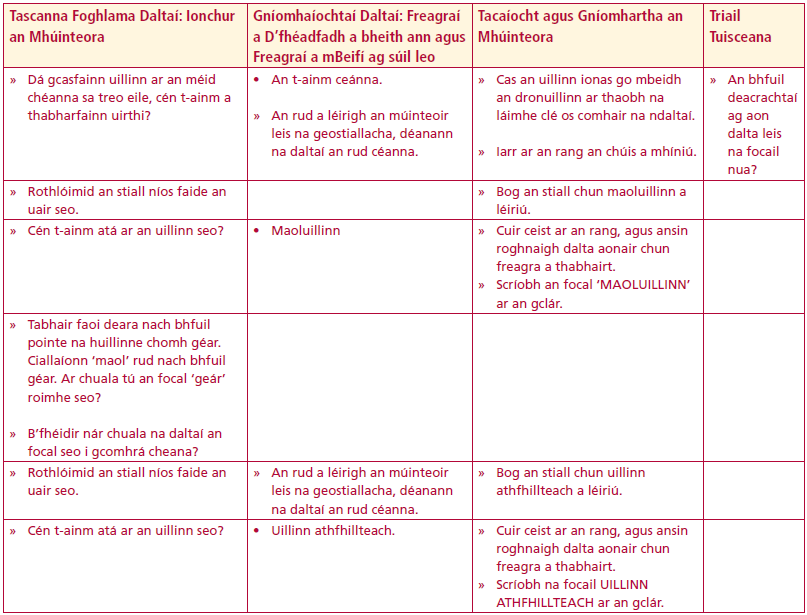 Tascanna Foghlama Daltaí: Ionchur
an Mhúinteora
Gníomhaíochtaí Daltaí: Freagraí
a D’fhéadfadh a bheith ann agus
Freagraí a mBeifí ag súil leo
Tacaíocht agus Gníomhartha an
Mhúinteora
Triail
Tuisceana
» Dá gcasfainn uillinn ar an méid
chéanna sa treo eile, cén t-ainm a
thabharfainn uirthi?
• An t-ainm ceánna.
» An rud a léirigh an múinteoir
leis na geostiallacha, déanann
na daltaí an rud céanna.
» Cas an uillinn ionas go mbeidh
an dronuillinn ar thaobh na
láimhe clé os comhair na ndaltaí.
» Iarr ar an rang an chúis a mhíniú.
» An bhfuil
deacrachtaí
ag aon
dalta leis
na focail
nua?
» Rothlóimid an stiall níos faide an
uair seo.
» Bog an stiall chun maoluillinn a
léiriú.
» Cén t-ainm atá ar an uillinn seo?
• Maoluillinn
» Cuir ceist ar an rang, agus ansin
roghnaigh dalta aonair chun
freagra a thabhairt.
» Scríobh an focal ‘MAOLUILLINN’
ar an gclár.
» Tabhair faoi deara nach bhfuil
pointe na huillinne chomh géar.
Ciallaíonn ‘maol’ rud nach bhfuil
géar. Ar chuala tú an focal ‘geár’
roimhe seo?
» B’fhéidir nár chuala na daltaí an
focal seo i gcomhrá cheana?
» Rothlóimid an stiall níos faide an
uair seo.
» An rud a léirigh an múinteoir
leis na geostiallacha, déanann
na daltaí an rud céanna.
» Bog an stiall chun uillinn
athfhillteach a léiriú.
» Cén t-ainm atá ar an uillinn seo?
• Uillinn athfhillteach.
» Cuir ceist ar an rang, agus ansin
roghnaigh dalta aonair chun
freagra a thabhairt.
» Scríobh na focail UILLINN
ATHFHILLTEACH ar an gclár.